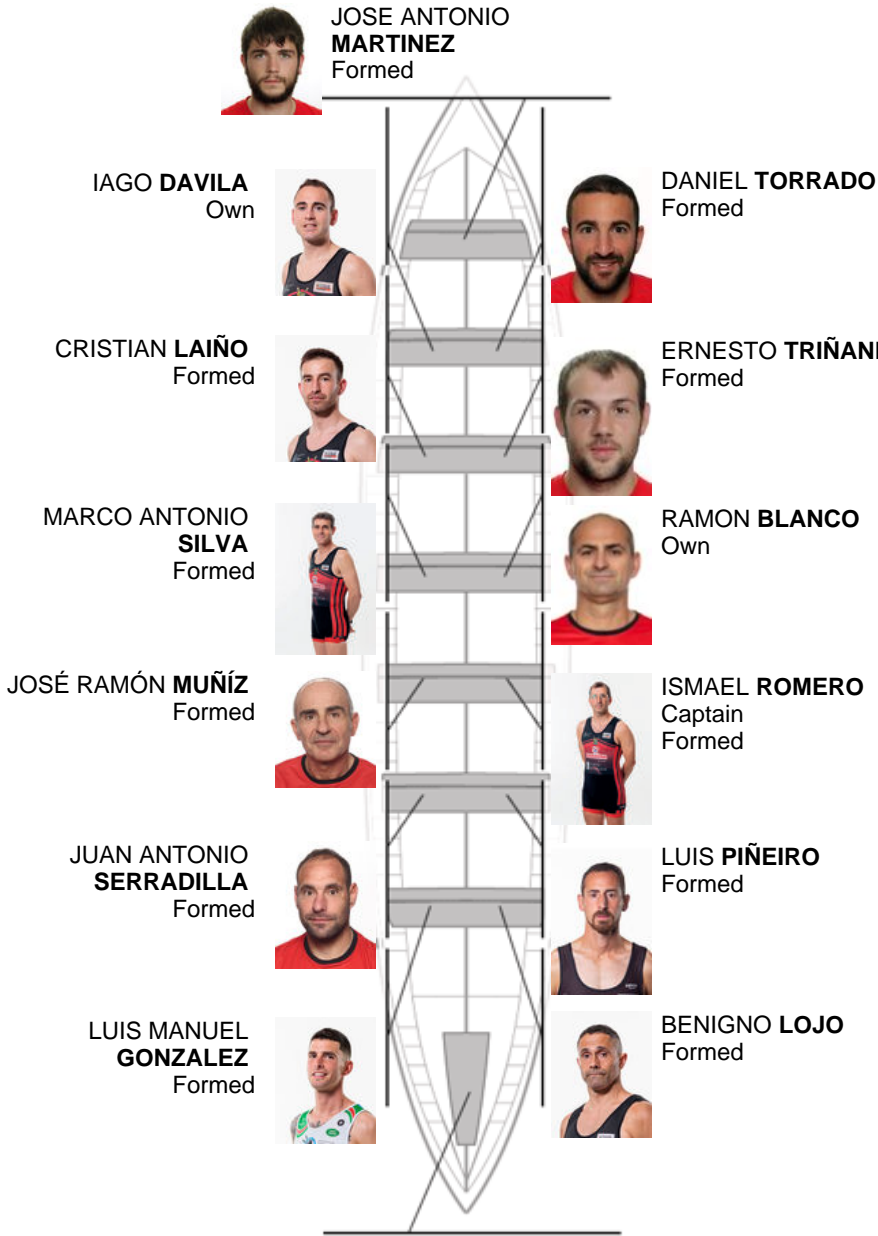 JOSE ANTONIO
MARTINEZ
Formed
IAGO DAVILA
Own
DANIEL TORRADO
Formed
CRISTIAN LAIÑO
Formed
ERNESTO
Formed
MARCO ANTONIO
SILVA
Formed
RAMON BLANCO
Own
JOSÉ RAMÓN MUÑÍZ
Formed
ISMAEL ROMERO
Captain
Formed
JUAN ANTONIO
SERRADILLA
Formed
LUIS PIÑEIRO
Formed
LUIS MANUEL
GONZALEZ
Formed
BENIGNO LOJO
Formed